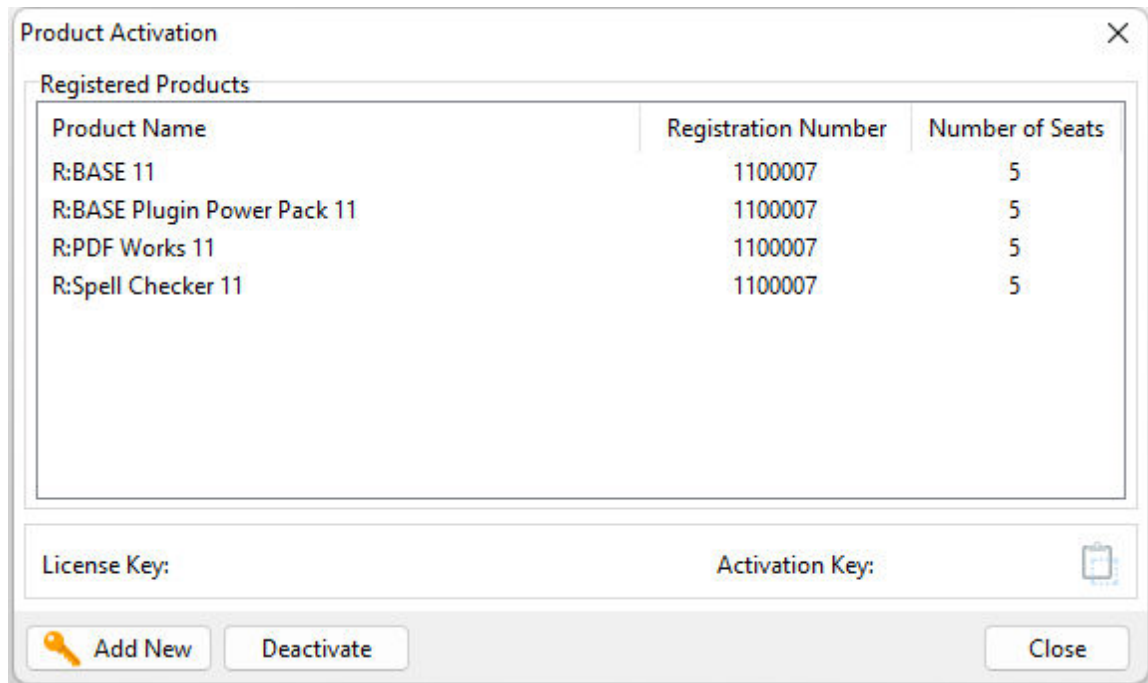 Product Activation
Registered Products
Product Name Registration Number Number of Seats
R:BASE 11 1100007 5
R:BASE Plugin Power Pack 11 1100007 5
R:PDF Works 11 1100007 5
R:Spell Checker 11 1100007 5
License Key: Activation Key:
Add New Deactivate Close